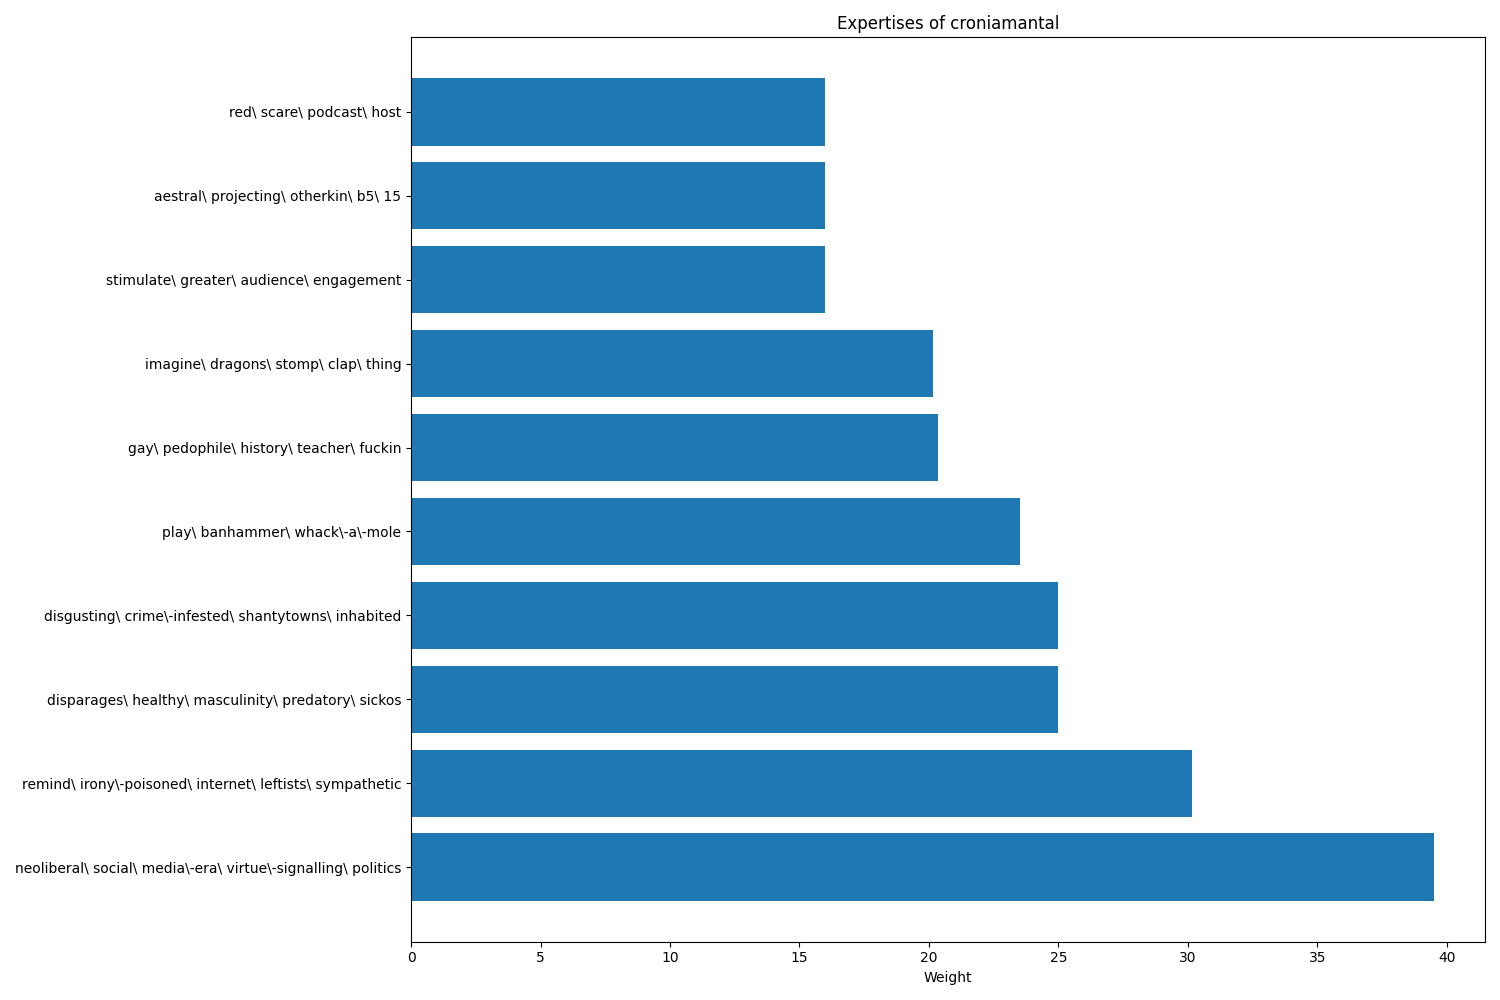 Expertises of croniamantal
red\ scare\ podcast\ host
aestral\ projecting\ otherkin\ b5\ 15
stimulate\ greater\ audience\ engagement
imagine\ dragons\ stomp\ clap\ thing
gay\ pedophile\ history\ teacher\ fuckin
play\ banhammer\ whack\-a\-mole
disgusting\ crime\-infested\ shantytowns\ inhabited
disparages\ healthy\ masculinity\ predatory\ sickos
remind\ irony\-poisoned\ internet\ leftists\ sympathetic
neoliberal\ social\ media\-era\ virtue\-signalling\ politics
0 5 10 15 20 25 30 35 40
Weight